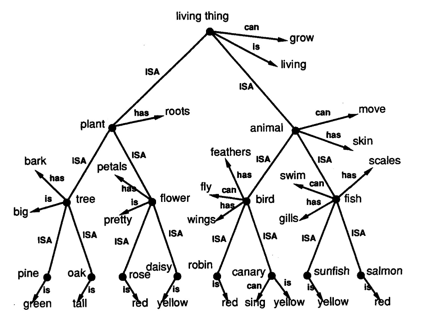 living thing
can
grow
is
living
ISA
ISA
plant
has
roots
animal
can
move
has
skin
bark
has
is
big
tree
ISA
ISA
petals
has
is
pretty
flower
feathers
has
fly
can
has
wings
bird
ISA
ISA
swim
can
has
gills
fish
has
scales
ISA
ISA
ISA
ISA
ISA
ISA
ISA
ISA
pine
oak
rose
daisy
robin
canary
sunfish
salmon
is
is
is
is
is
can
is
is
is
green
tall
red
yellow
red
sing
yellow
yellow
red